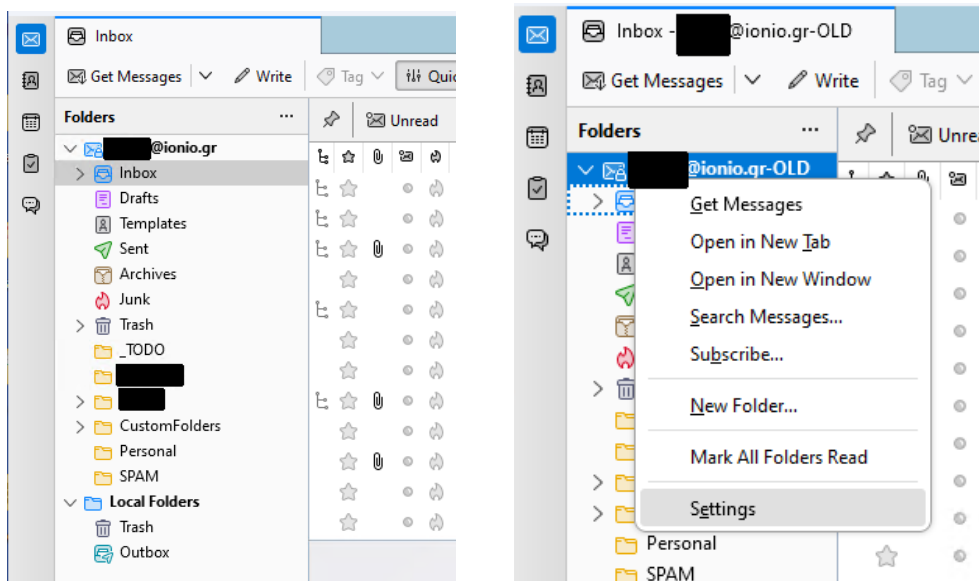 Inbox
Get Messages
Write
Tag
Quic
Folders
...
Unread
@ionio.gr
Inbox
Drafts
Templates
Sent
Archives
Junk
Trash
_TODO
CustomFolders
Personal
SPAM
Local Folders
Trash
Outbox
Inbox - @ionio.gr-OLD
Get Messages
Write
Tag
Folders
...
Unrea
@ionio.gr-OLD
Get Messages
Open in New Tab
Open in New Window
Search Messages...
Subscribe...
New Folder...
Mark All Folders Read
Settings
Personal
SPAM